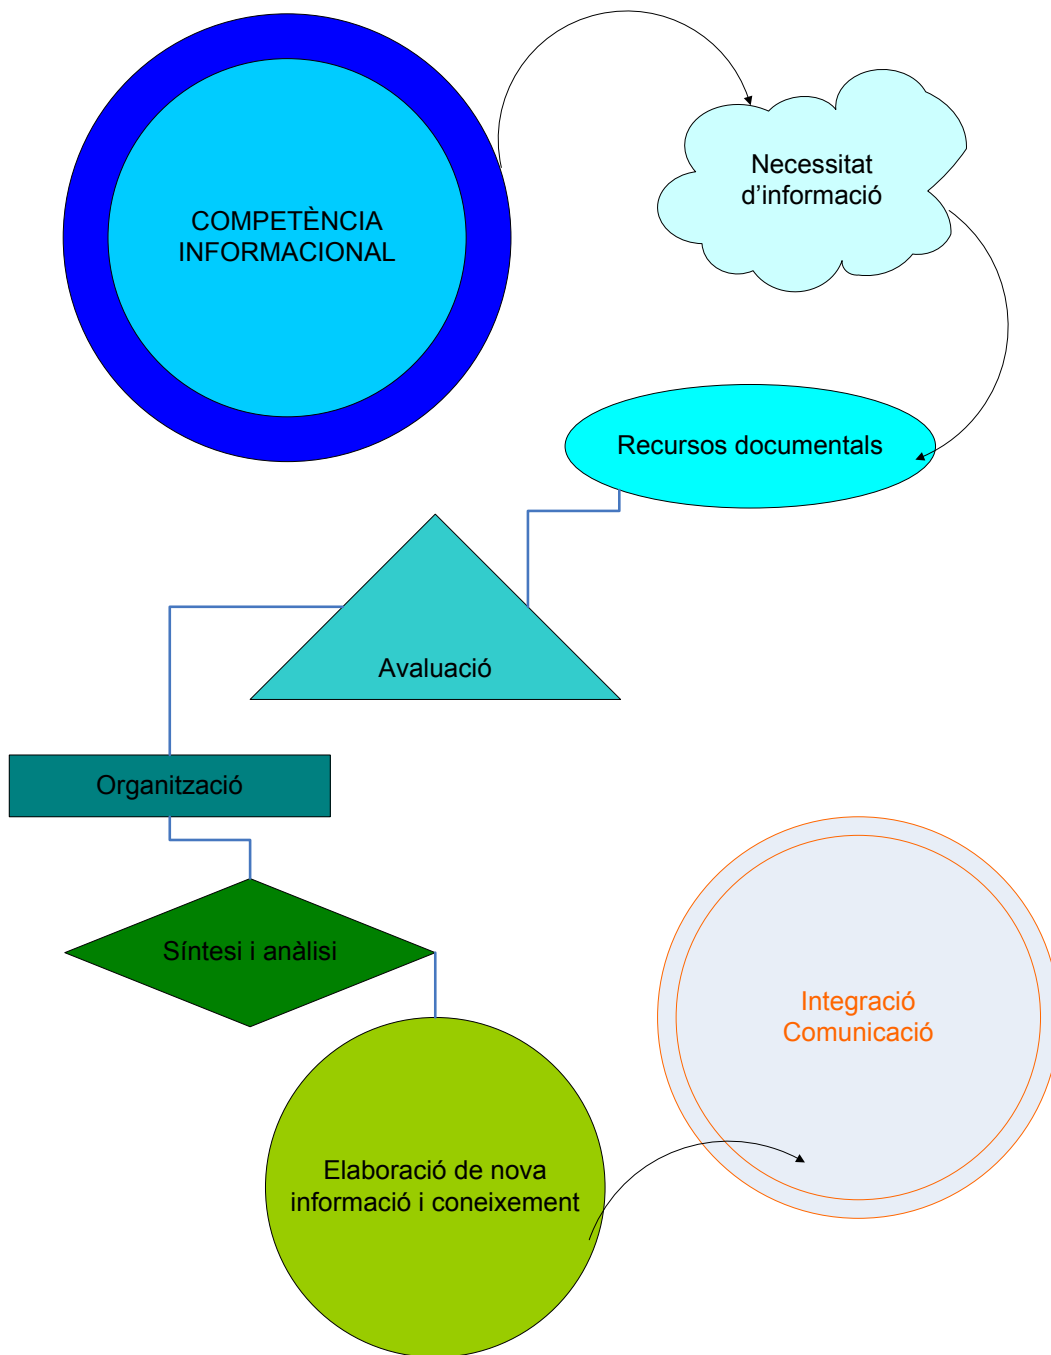 COMPETÈNCIA
INFORMACIONAL
Necessitat
d’informació
Recursos documentals
Avaluació
Organització
Síntesi i anàlisi
Elaboració de nova
informació i coneixement
Integració
Comunicació